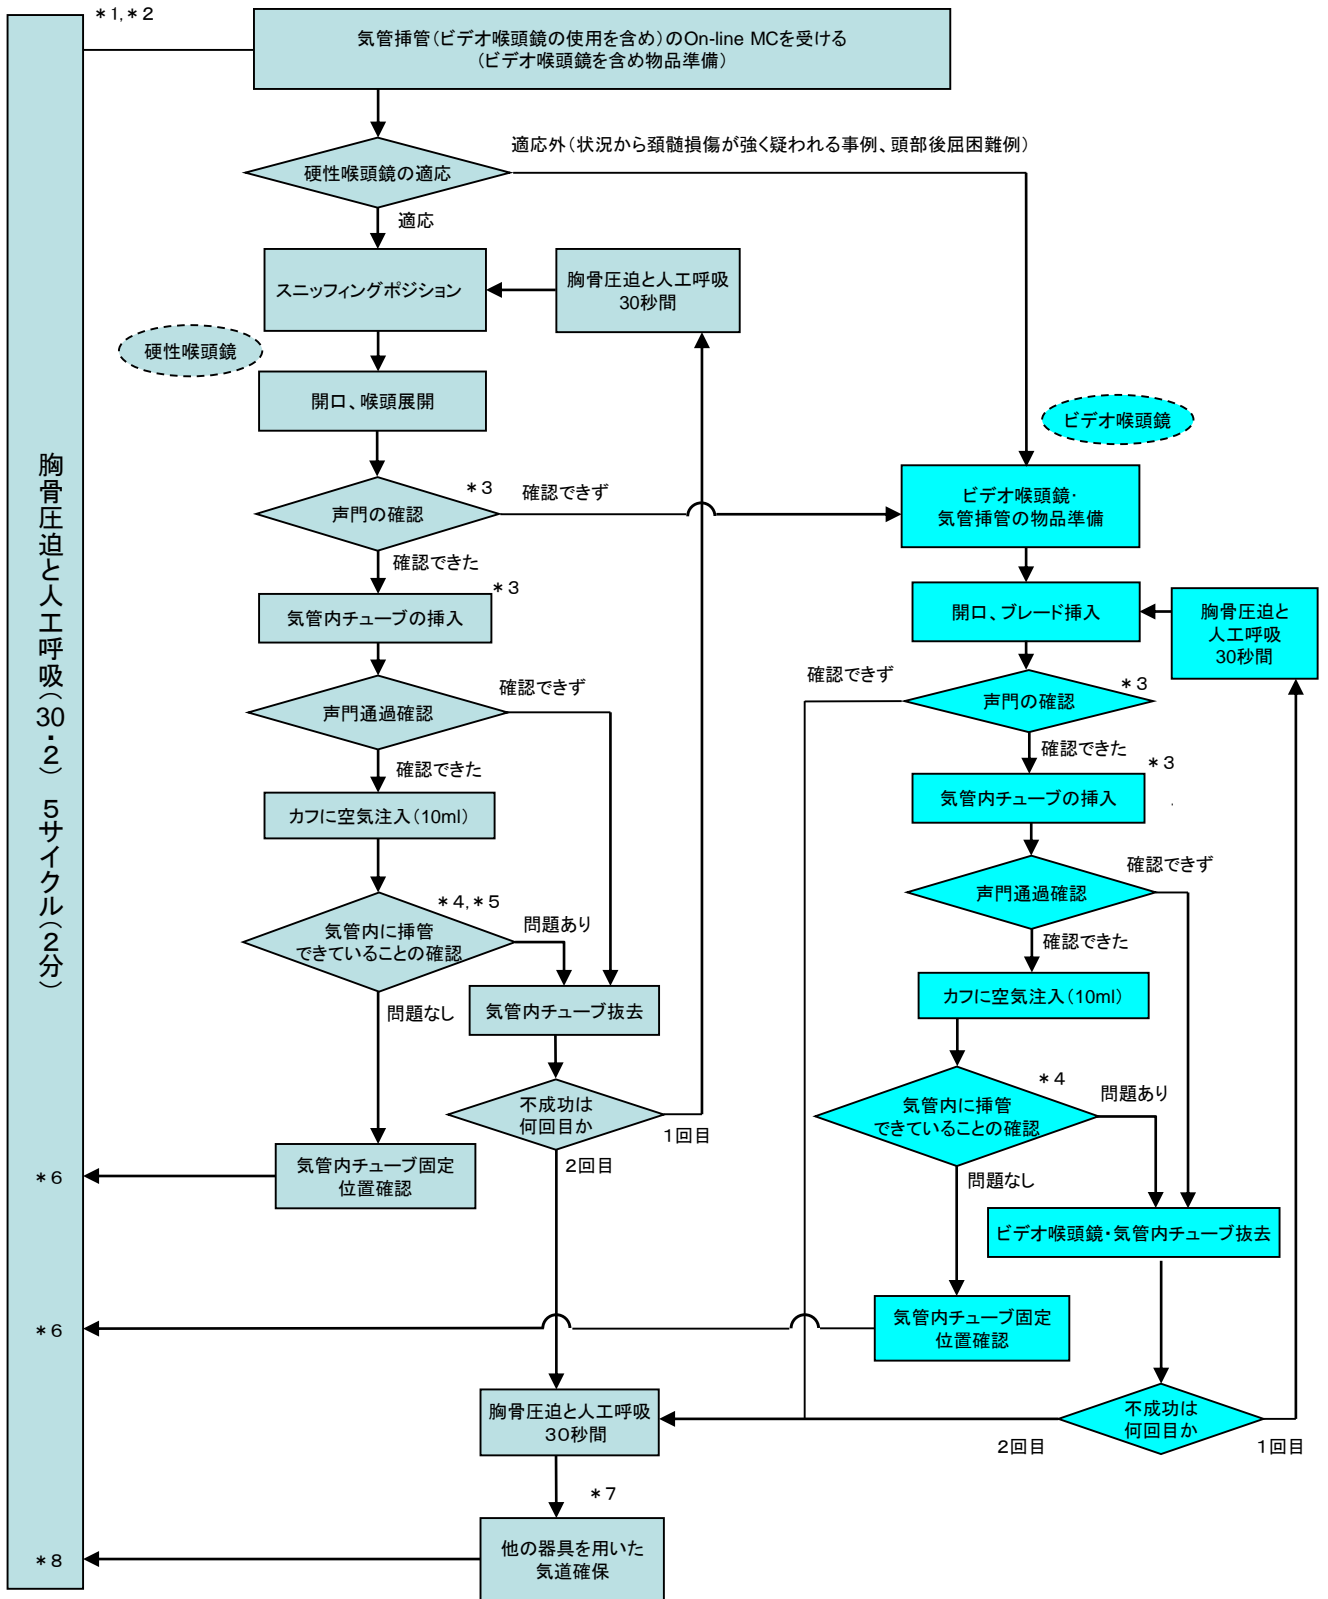 ＊1,＊2
気管挿管(ビデオ喉頭鏡の使用を含め)のOn-line MCを受ける
(ビデオ喉頭鏡を含め物品準備)
適応外(状況から頚髄損傷が強く疑われる事例、頭部後屈困難例)
硬性喉頭鏡の適応
適応
スニッフィングポジション
胸骨圧迫と人工呼吸
30秒間
硬性喉頭鏡
開口、喉頭展開
ビデオ喉頭鏡
胸骨圧迫と人工呼吸(30・2) 5サイクル(2分)
＊3
確認できず
声門の確認
ビデオ喉頭鏡・
気管挿管の物品準備
確認できた
＊3
気管内チューブの挿入
開口、ブレード挿入
胸骨圧迫と
人工呼吸
30秒間
確認できず
声門通過確認
確認できず
＊3
声門の確認
確認できた
確認できた
＊3
カフに空気注入(10ml)
気管内チューブの挿入
確認できず
声門通過確認
＊4,＊5
問題あり
気管内に挿管
できていることの確認
確認できた
問題なし
気管内チューブ抜去
カフに空気注入(10ml)
＊4
問題あり
気管内に挿管
できていることの確認
不成功は
何回目か
1回目
2回目
＊6
気管内チューブ固定
位置確認
問題なし
ビデオ喉頭鏡・気管内チューブ抜去
＊6
気管内チューブ固定
位置確認
胸骨圧迫と人工呼吸
30秒間
不成功は
何回目か
2回目
1回目
＊7
＊8
他の器具を用いた
気道確保